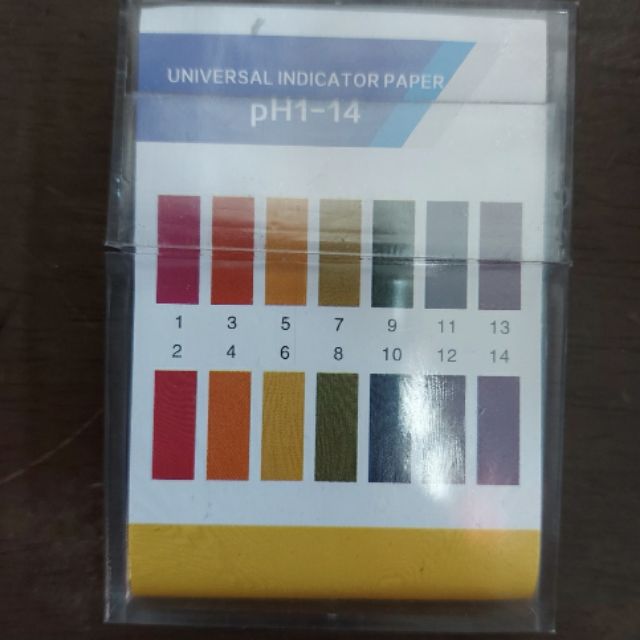 UNIVERSAL INDICATOR PAPER
pH1-14
1 3 5 7 9 11 13
2 4 6 8 10 12 14